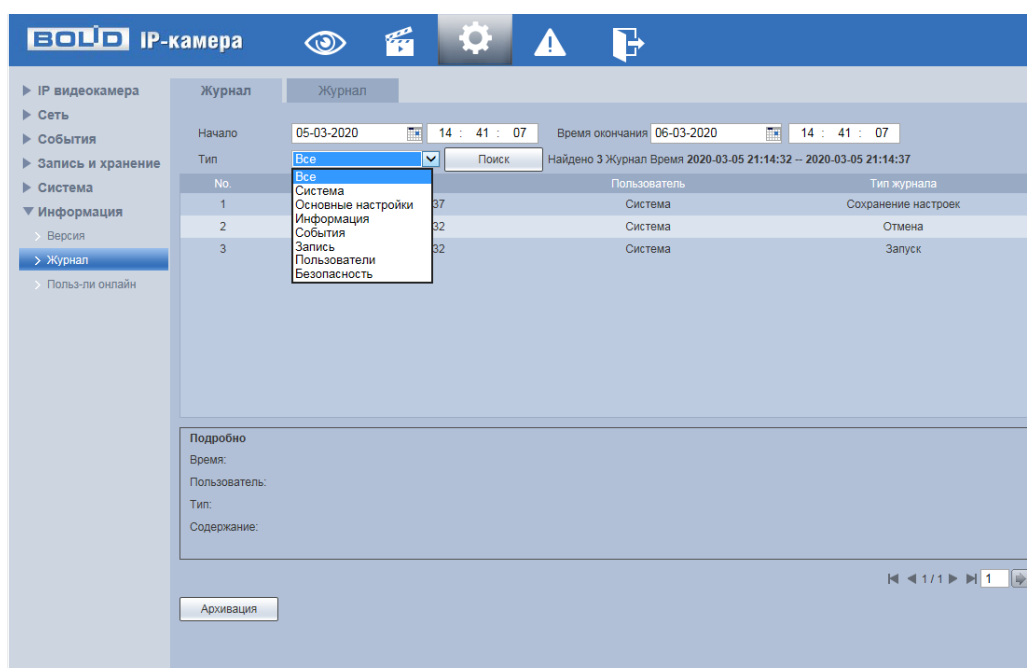 BOLID IP-камера
IP видеокамера
Сеть
События
Запись и хранение
Система
Информация
Версия
Журнал
Польз-ли онлайн
Журнал Журнал
Начало 05-03-2020 14 : 41 : 07 Время окончания 06-03-2020 14 : 41 : 07
Тип Все Поиск Найдено 3 Журнал Время 2020-03-05 21:14:32 -- 2020-03-05 21:14:37
Все
Система
Основные настройки
Информация
События
Запись
Пользователи
Безопасность
No. Пользователь Тип журнала
1 37 Система Сохранение настроек
2 32 Система Отмена
3 32 Система Запуск
Подробно
Время:
Пользователь:
Тип:
Содержание:
1 / 1 1
Архивация